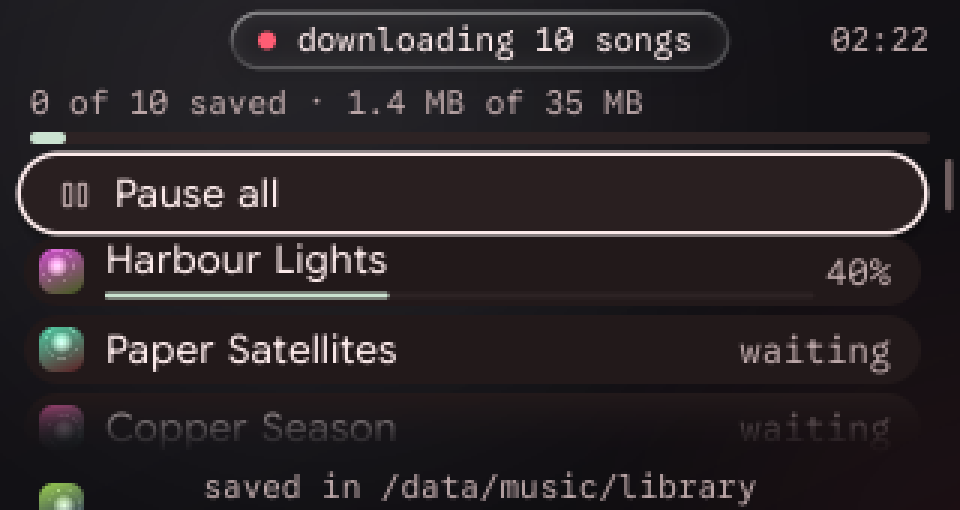 downloading 10 songs
02:22
0 of 10 saved · 1.4 MB of 35 MB
Pause all
Harbour Lights
40%
Paper Satellites
waiting
Copper Season
waiting
saved in /data/music/library